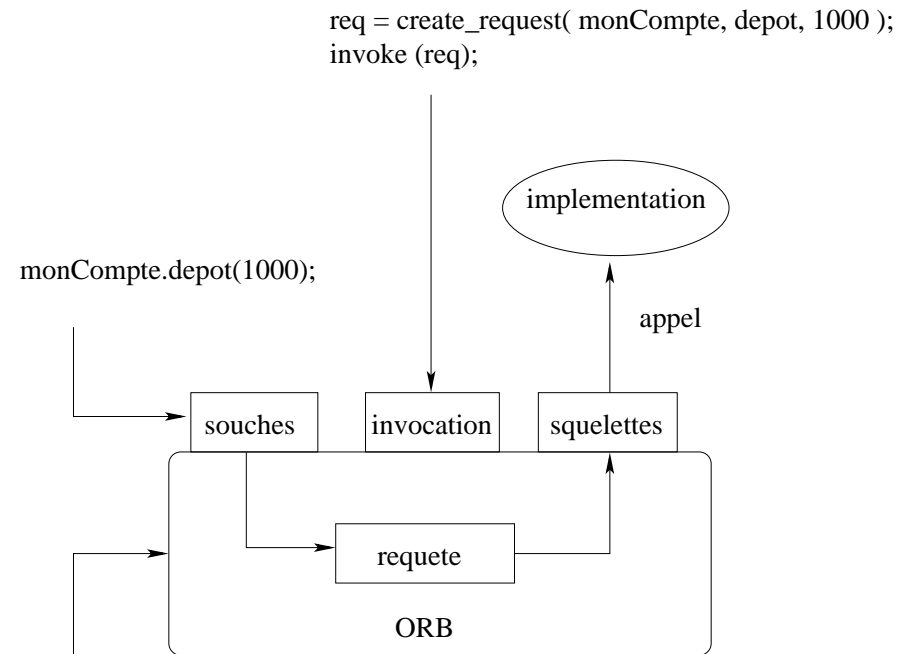 req = create_request( monCompte, depot, 1000 );
invoke (req);
implementation
monCompte.depot(1000);
appel
souches
invocation
squelettes
requete
ORB